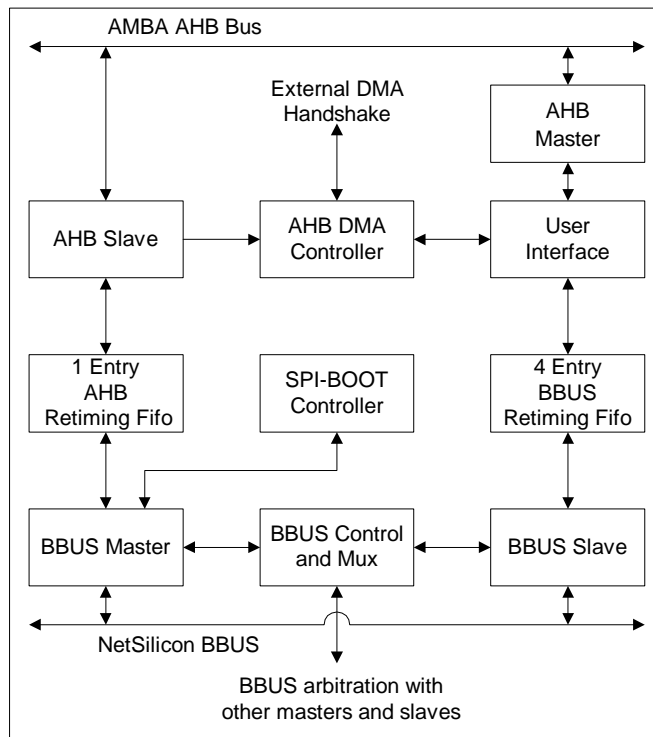 AMBA AHB Bus
External DMA
Handshake
AHB
Master
AHB Slave
AHB DMA
Controller
User
Interface
1 Entry
AHB
Retiming Fifo
SPI-BOOT
Controller
4 Entry
BBUS
Retiming Fifo
BBUS Master
BBUS Control
and Mux
BBUS Slave
NetSilicon BBUS
BBUS arbitration with
other masters and slaves